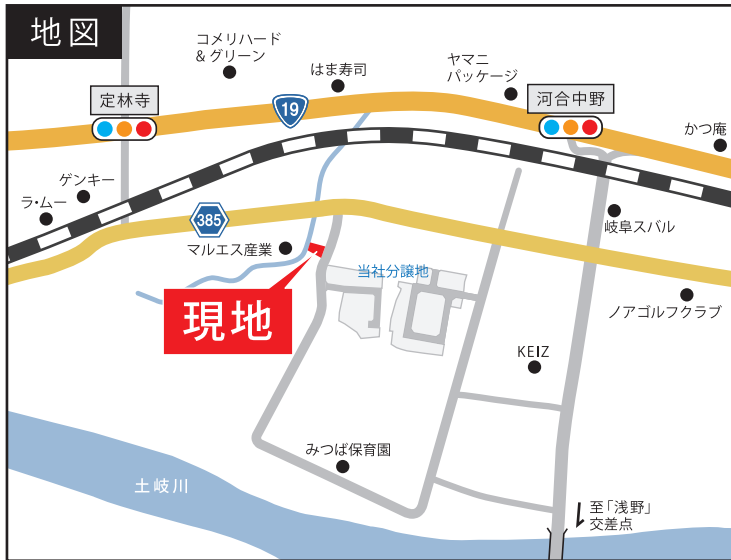 地図
コメリハード
&グリーン
はま寿司
ヤマニ
パッケージ
定林寺
19
河合中野
かつ庵
ゲンキー
ラ・ムー
385
マルエス産業
岐阜スバル
当社分譲地
現地
ノアゴルフクラブ
KEIZ
みつば保育園
土岐川
至「浅野」
交差点